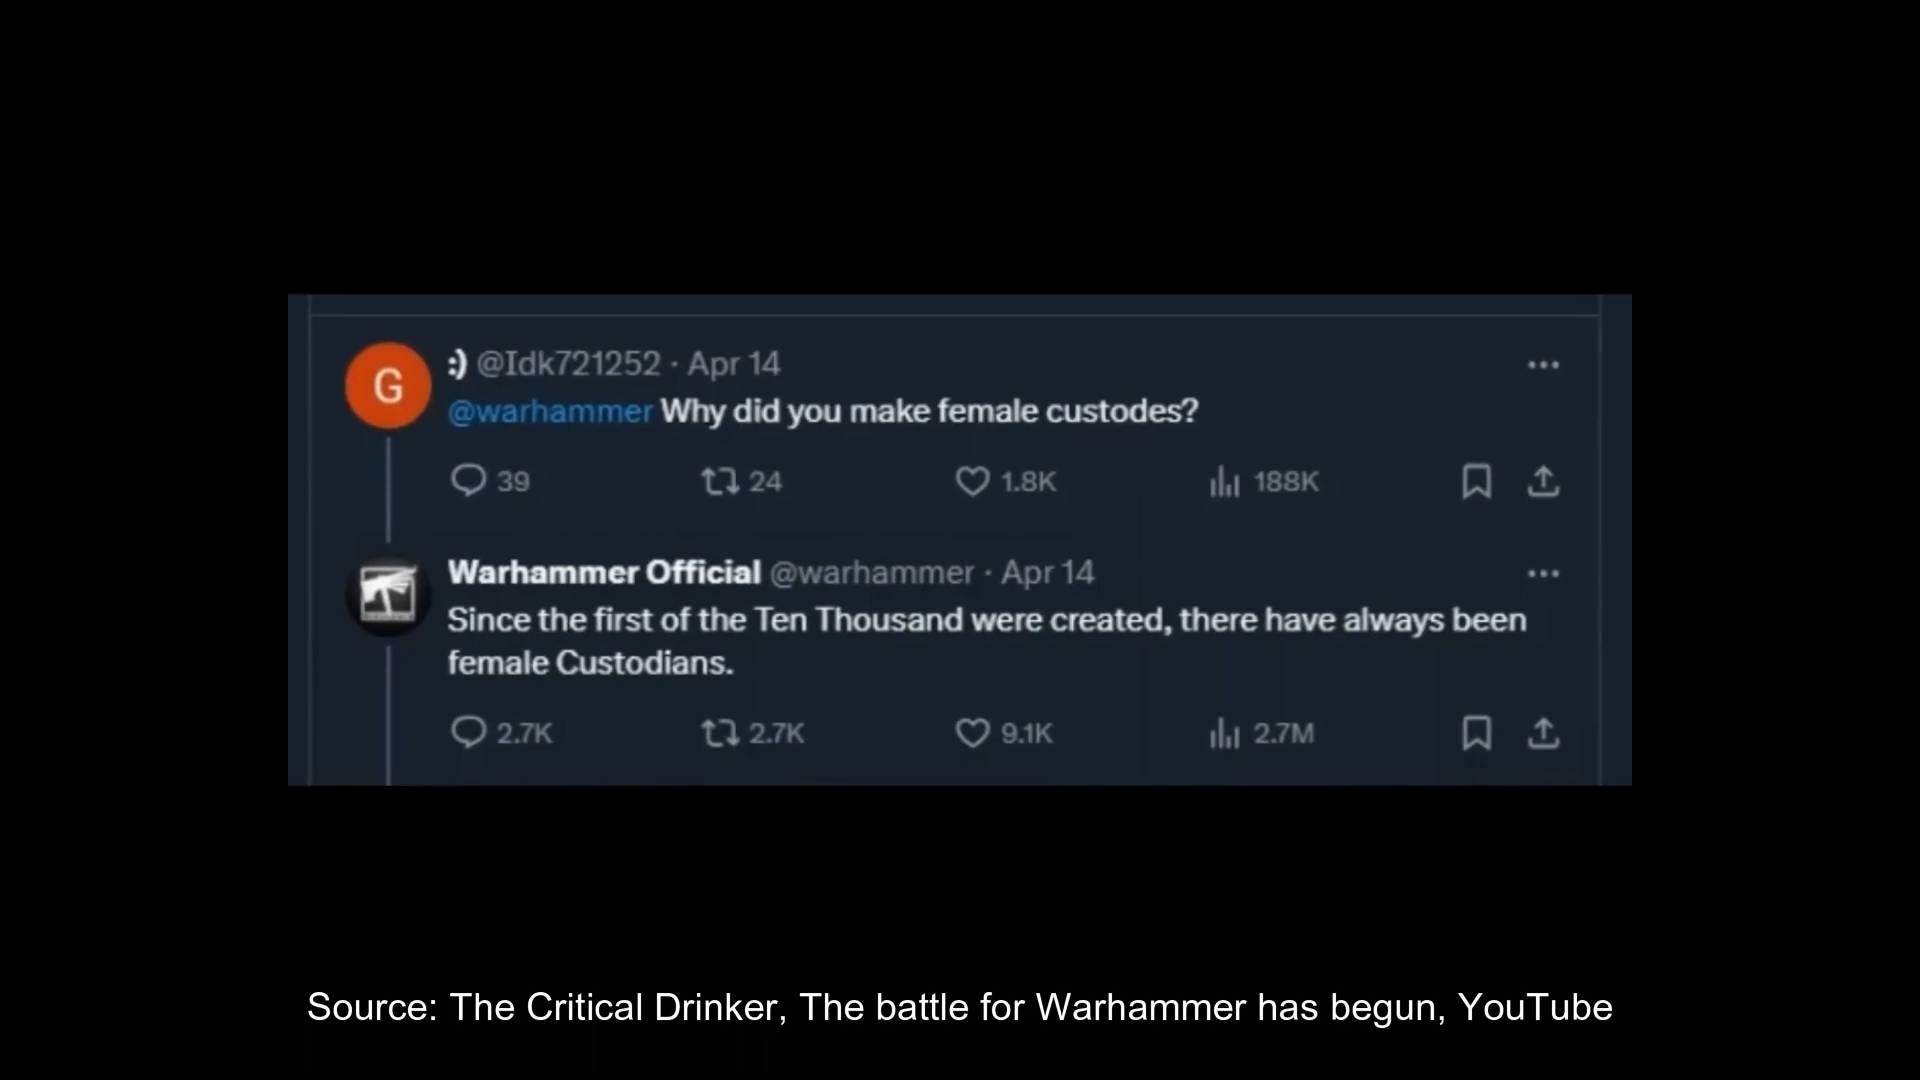 G
:) @Idk721252 · Apr 14
@warhammer Why did you make female custodes?
39 24 1.8K 188K
Warhammer Official @warhammer · Apr 14
Since the first of the Ten Thousand were created, there have always been
female Custodians.
2.7K 2.7K 9.1K 2.7M
Source: The Critical Drinker, The battle for Warhammer has begun, YouTube